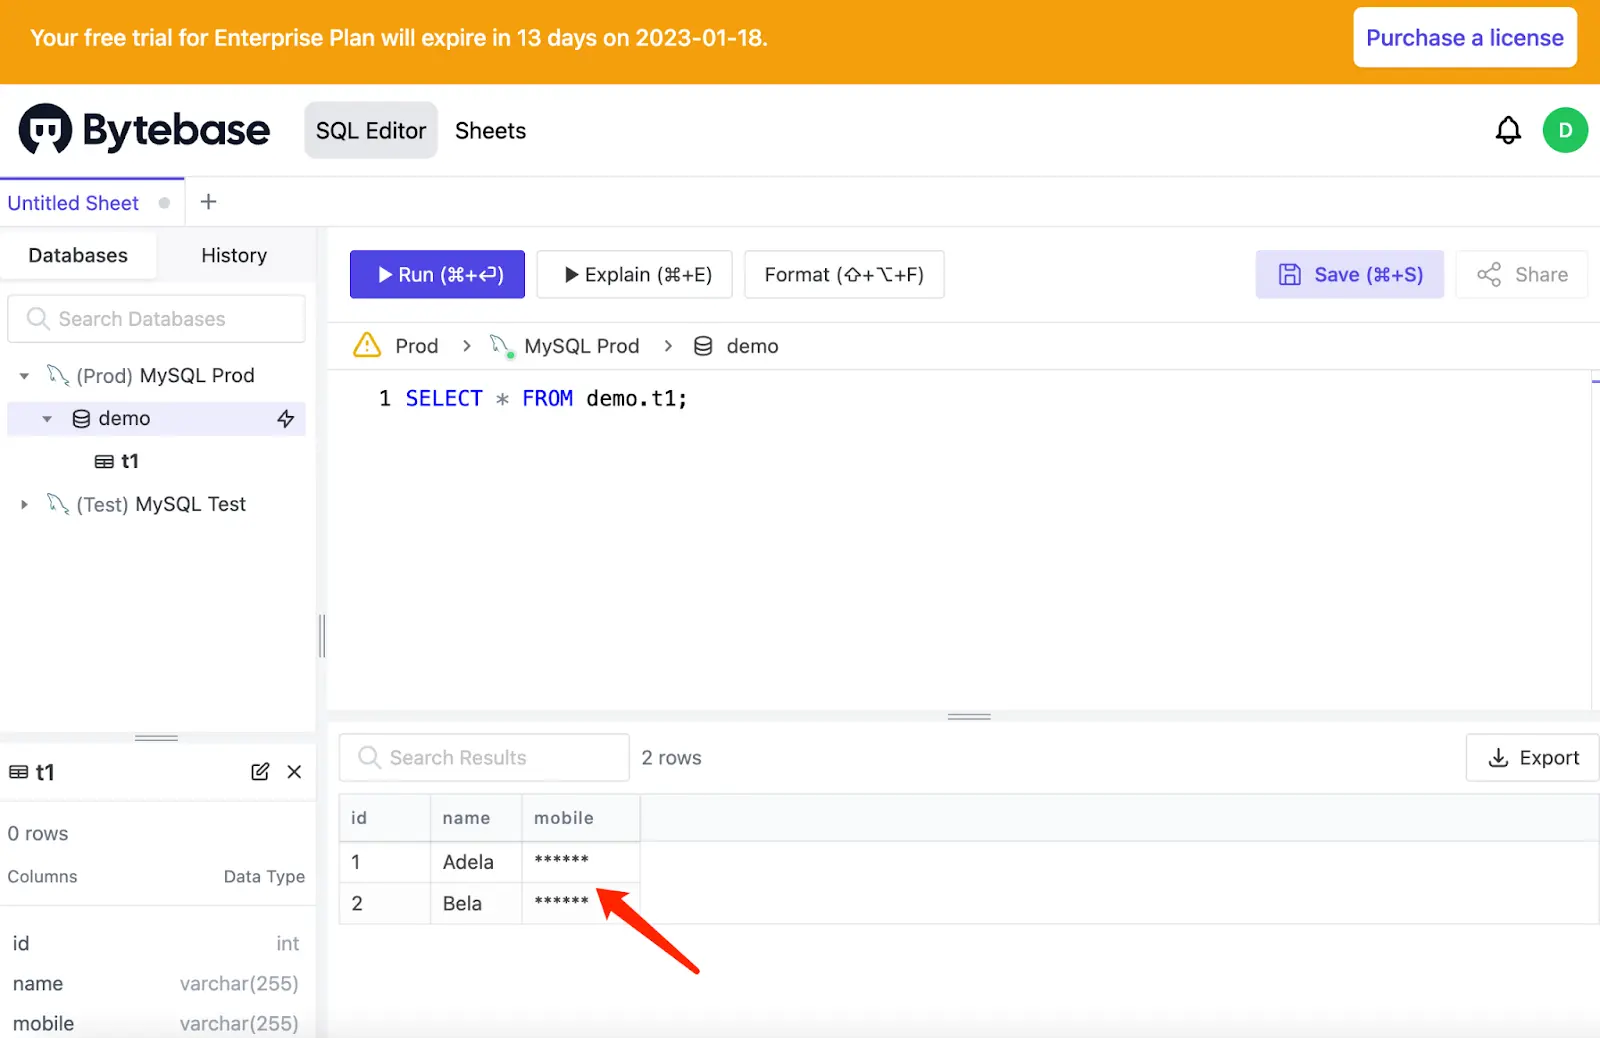 Your free trial for Enterprise Plan will expire in 13 days on 2023-01-18.
Purchase a license
Bytebase
SQL Editor
Sheets
D
Untitled Sheet
+
Databases
History
Run (⌘+⏎)
Explain (⌘+E)
Format (⇧+⌥+F)
Save (⌘+S)
Share
Search Databases
Prod > MySQL Prod > demo
(Prod) MySQL Prod
demo
t1
(Test) MySQL Test
1 SELECT * FROM demo.t1;
t1
0 rows
Columns Data Type
id int
name varchar(255)
mobile varchar(255)
Search Results
2 rows
Export
id name mobile
1 Adela ******
2 Bela ******